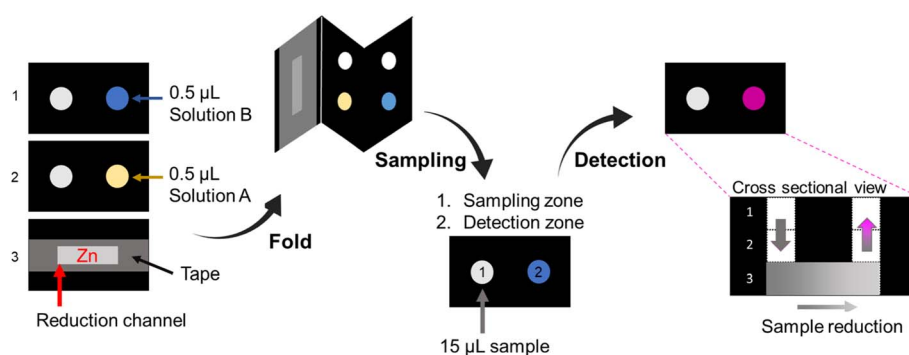 1
0.5 µL
Solution B
2
0.5 µL
Solution A
3
Zn
Tape
Reduction channel
Fold
Sampling
1. Sampling zone
2. Detection zone
1
2
15 µL sample
Detection
Cross sectional view
1
2
3
Sample reduction